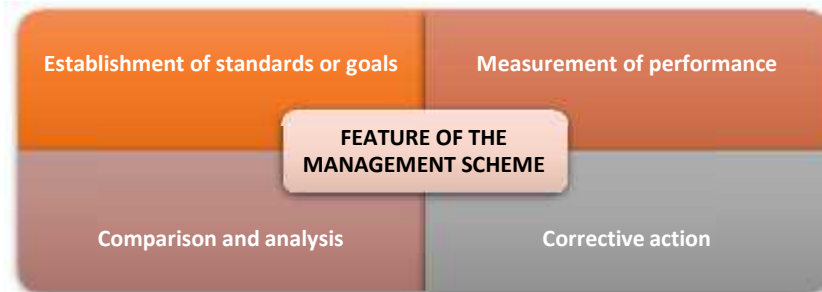 Establishment of standards or goals
Measurement of performance
FEATURE OF THE
MANAGEMENT SCHEME
Comparison and analysis
Corrective action